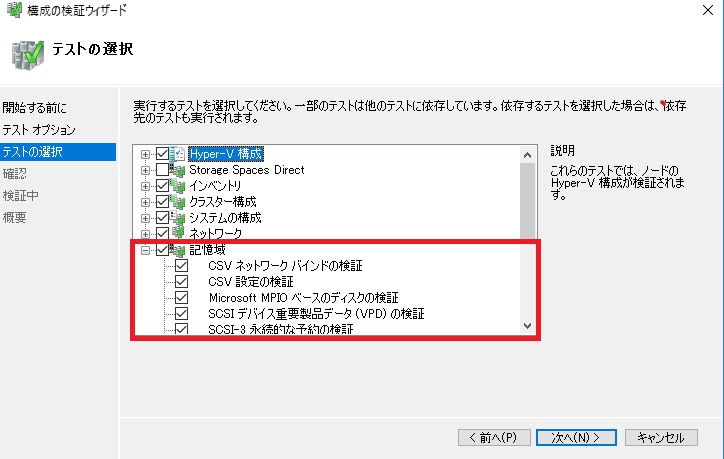 構成の検証ウィザード
テストの選択
開始する前に
テスト オプション
テストの選択
確認
検証中
概要
実行するテストを選択してください。一部のテストは他のテストに依存しています。依存するテストを選択した場合は、依存
先のテストも実行されます。
Hyper-V 構成
Storage Spaces Direct
インベントリ
クラスター構成
システムの構成
ネットワーク
記憶域
CSV ネットワーク バインドの検証
CSV 設定の検証
Microsoft MPIO ベースのディスクの検証
SCSI デバイス重要製品データ (VPD) の検証
SCSI-3 永続的な予約の検証
説明
これらのテストでは、ノードの
Hyper-V 構成が検証されま
す。
< 前へ(P)
次へ(N) >
キャンセル